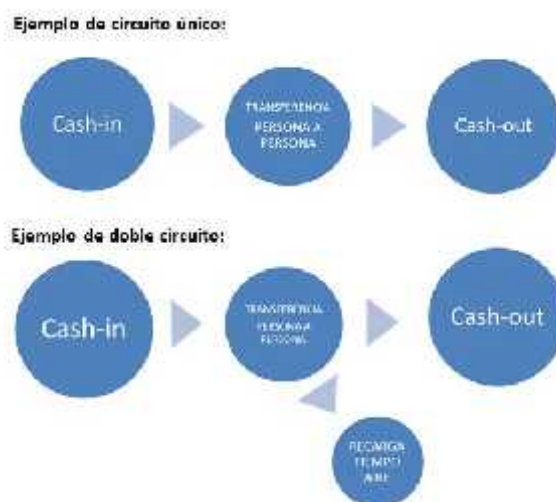 Ejemplo de circuito único:
Cash-in
TRANSFERENCIA
PERSONA A
PERSONA
Cash-out
Ejemplo de doble circuito:
Cash-in
TRANSFERENCIA
PERSONA A
PERSONA
Cash-out
RECARGA
TIEMPO
AIRE